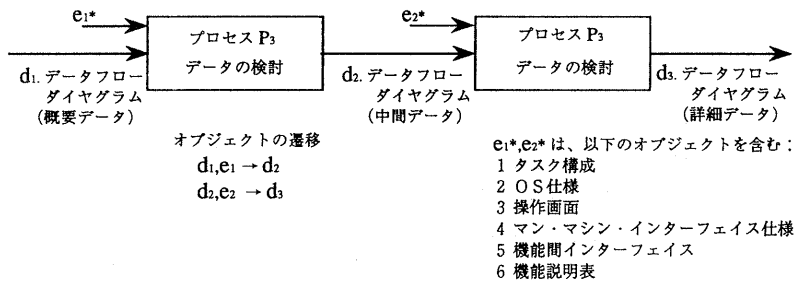 e1*
プロセス P3
データの検討
e2*
プロセス P3
データの検討
d1. データフロー
ダイヤグラム
(概要データ)
d2. データフロー
ダイヤグラム
(中間データ)
d3. データフロー
ダイヤグラム
(詳細データ)
オブジェクトの遷移
d1,e1 → d2
d2,e2 → d3
e1*,e2* は、以下のオブジェクトを含む:
1 タスク構成
2 OS仕様
3 操作画面
4 マン・マシン・インターフェイス仕様
5 機能間インターフェイス
6 機能説明表